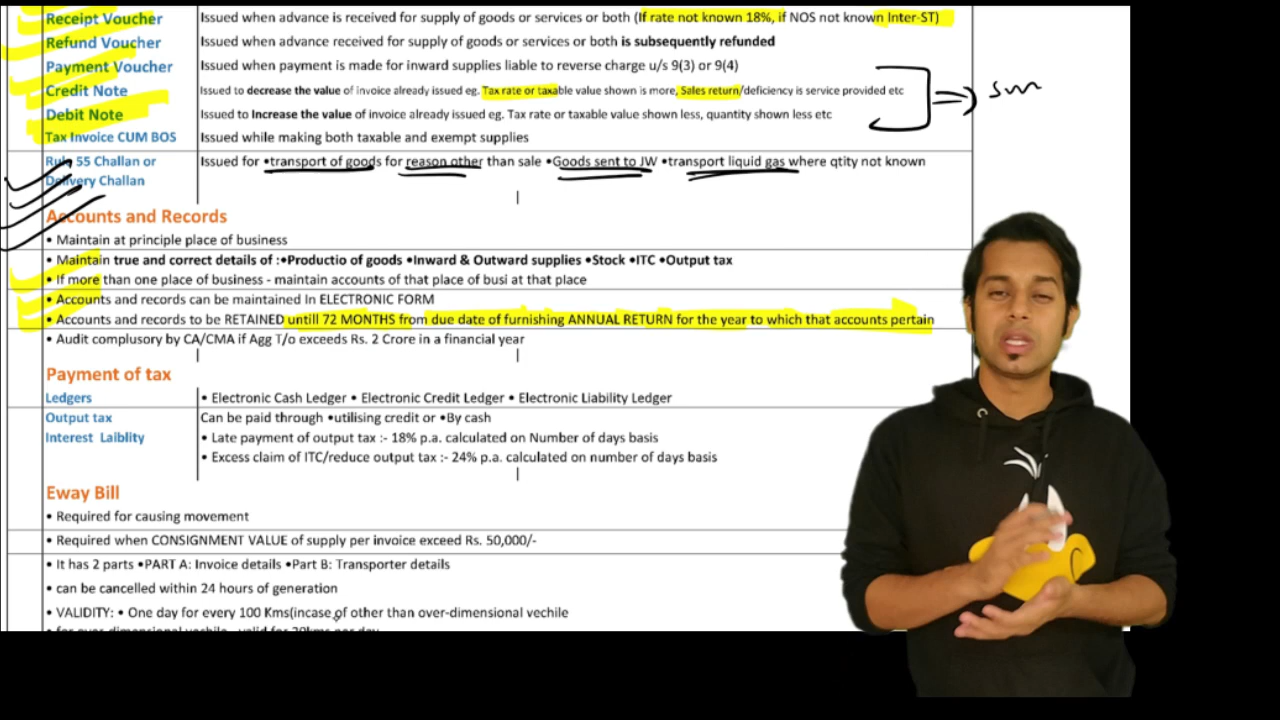 Receipt Voucher Issued when advance is received for supply of goods or services or both (If rate not known 18%, if NOS not known Inter-ST)
Refund Voucher Issued when advance received for supply of goods or services or both is subsequently refunded
Payment Voucher Issued when payment is made for inward supplies liable to reverse charge u/s 9(3) or 9(4)
Credit Note Issued to decrease the value of invoice already issued eg. Tax rate or taxable value shown is more, Sales return/deficiency is service provided etc
Debit Note Issued to Increase the value of invoice already issued eg. Tax rate or taxable value shown less, quantity shown less etc
Tax Invoice CUM BOS Issued while making both taxable and exempt supplies
Rule 55 Challan or Issued for •transport of goods for reason other than sale •Goods sent to JW •transport liquid gas where qtity not known
Delivery Challan
Accounts and Records
• Maintain at principle place of business
• Maintain true and correct details of :•Productio of goods •Inward & Outward supplies •Stock •ITC •Output tax
• If more than one place of business - maintain accounts of that place of busi at that place
• Accounts and records can be maintained In ELECTRONIC FORM
• Accounts and records to be RETAINED untill 72 MONTHS from due date of furnishing ANNUAL RETURN for the year to which that accounts pertain
• Audit complusory by CA/CMA if Agg T/o exceeds Rs. 2 Crore in a financial year
Payment of tax
Ledgers • Electronic Cash Ledger • Electronic Credit Ledger • Electronic Liability Ledger
Output tax Can be paid through •utilising credit or •By cash
Interest Laiblity • Late payment of output tax :- 18% p.a. calculated on Number of days basis
• Excess claim of ITC/reduce output tax :- 24% p.a. calculated on number of days basis
Eway Bill
• Required for causing movement
• Required when CONSIGNMENT VALUE of supply per invoice exceed Rs. 50,000/-
• It has 2 parts •PART A: Invoice details •Part B: Transporter details
• can be cancelled within 24 hours of generation
• VALIDITY: • One day for every 100 Kms(incase of other than over-dimensional vechile